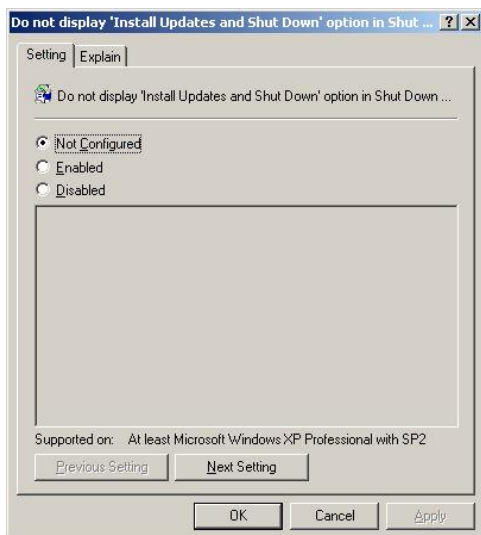 Do not display 'Install Updates and Shut Down' option in Shut ...
Setting
Explain
Do not display 'Install Updates and Shut Down' option in Shut Down ...
Not Configured
Enabled
Disabled
Supported on: At least Microsoft Windows XP Professional with SP2
Previous Setting
Next Setting
OK
Cancel
Apply